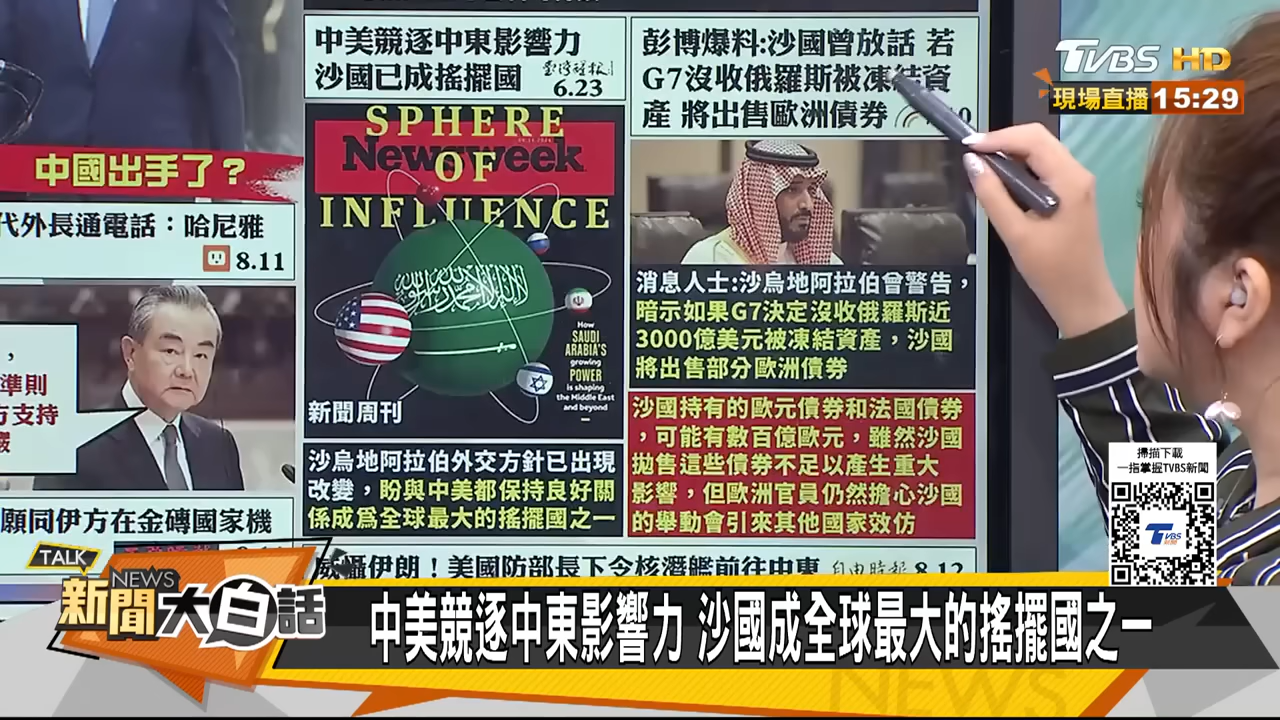 中國出手了？
代外長通電話：哈尼雅
8.11
，
準則
方支持
嚴
願同伊方在金磚國家機
中美競逐中東影響力
沙國已成搖擺國
臺灣醒報
6.23
SPHERE
Newsweek
OF
INFLUENCE
How
SAUDI
ARABIA'S
growing
POWER
is shaping
the Middle East
and beyond
新聞周刊
沙烏地阿拉伯外交方針已出現
改變，盼與中美都保持良好關
係成為全球最大的搖擺國之一
彭博爆料:沙國曾放話 若
G7沒收俄羅斯被凍結資
產 將出售歐洲債券
消息人士:沙烏地阿拉伯曾警告，
暗示如果G7決定沒收俄羅斯近
3000億美元被凍結資產，沙國
將出售部分歐洲債券
沙國持有的歐元債券和法國債券
，可能有數百億歐元，雖然沙國
拋售這些債券不足以產生重大
影響，但歐洲官員仍然擔心沙國
的舉動會引來其他國家效仿
威懾伊朗！美國防部長下令核潛艦前往中東 自由時報 8.12
TVBS HD
現場直播 15:29
掃描下載
一指掌握TVBS新聞
TVBS
新聞
TALK
NEWS
新聞大白話
中美競逐中東影響力 沙國成全球最大的搖擺國之一
NEWS